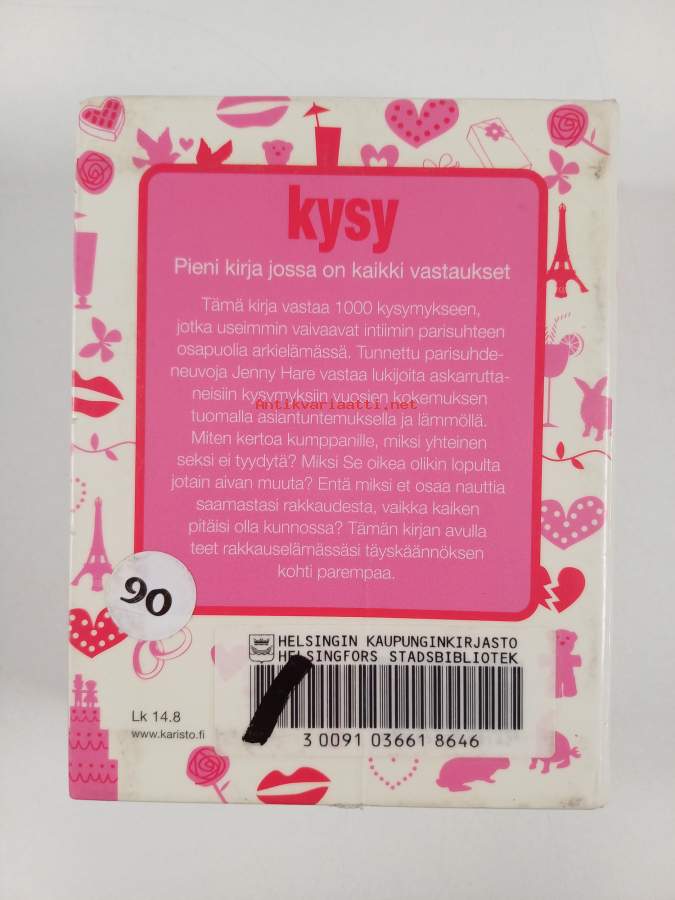 kysy
Pieni kirja jossa on kaikki vastaukset
Tämä kirja vastaa 1000 kysymykseen,
jotka useimmin vaivaavat intiimin parisuhteen
osapuolia arkielämässä. Tunnettu parisuhde-
neuvoja Jenny Hare vastaa lukijoita askarrutta-
neisiin kysymyksiin vuosien kokemuksen
Antikvariaatti.net
tuomalla asiantuntemuksella ja lämmöllä.
Miten kertoa kumppanille, miksi yhteinen
seksi ei tyydytä? Miksi Se oikea olikin lopulta
jotain aivan muuta? Entä miksi et osaa nauttia
saamastasi rakkaudesta, vaikka kaiken
pitäisi olla kunnossa? Tämän kirjan avulla
teet rakkauselämässäsi täyskäännöksen
kohti parempaa.
90
HELSINGIN KAUPUNGINKIRJASTO
HELSINGFORS STADSBIBLIOTEK
3 0091 03661 8646
Lk 14.8
www.karisto.fi